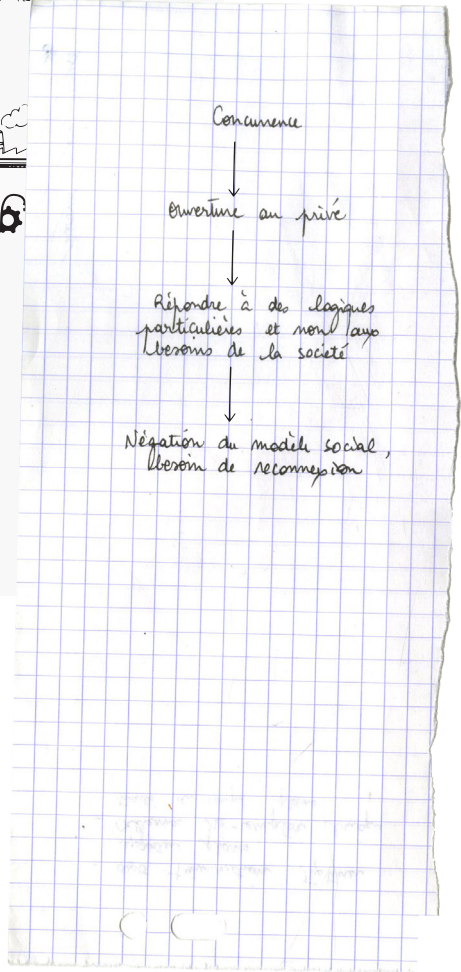 Concurrence
Ouverture au privé
Répondre à des logiques
particulières et non aux
besoins de la société
Négation du modèle social,
besoin de reconnexion